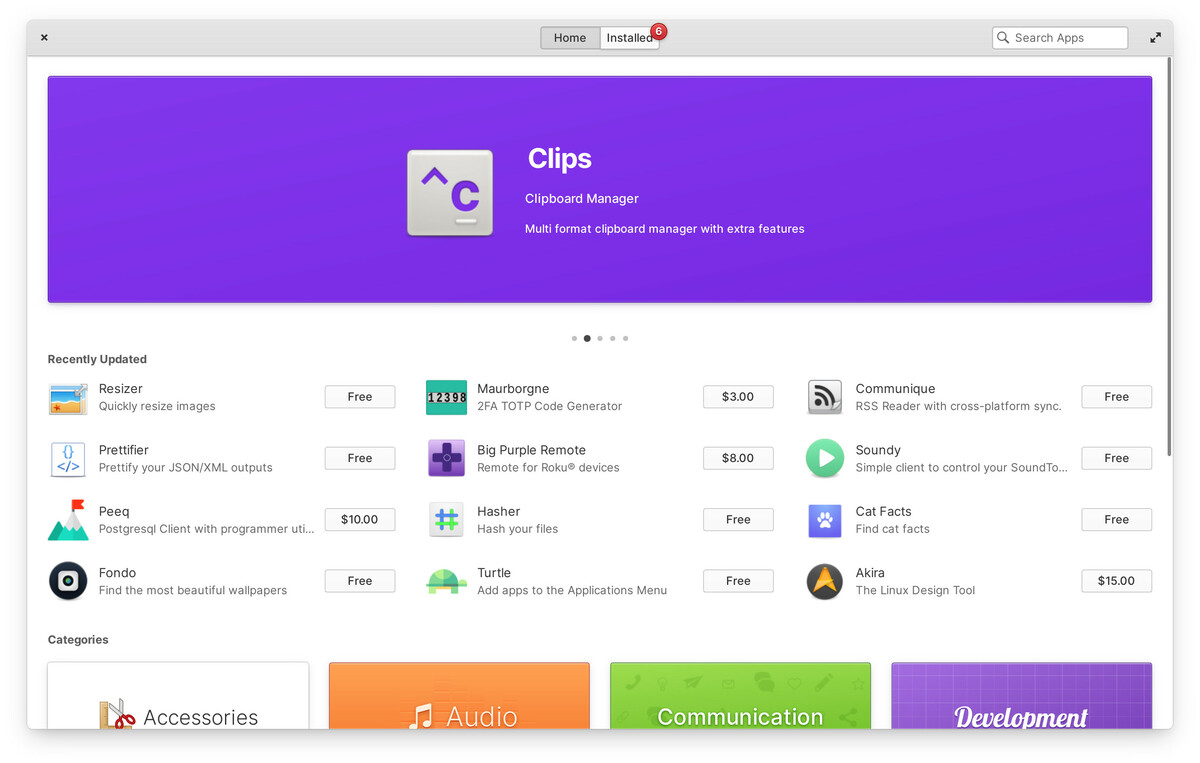 Home
Installed
6
Search Apps
^c
Clips
Clipboard Manager
Multi format clipboard manager with extra features
Recently Updated
Resizer
Quickly resize images
Free
12398
Maurborgne
2FA TOTP Code Generator
$3.00
Communique
RSS Reader with cross-platform sync.
Free
{}
</>
Prettifier
Prettify your JSON/XML outputs
Free
Big Purple Remote
Remote for Roku® devices
$8.00
Soundy
Simple client to control your SoundTo...
Free
Peeq
Postgresql Client with programmer uti...
$10.00
Hasher
Hash your files
Free
Cat Facts
Find cat facts
Free
Fondo
Find the most beautiful wallpapers
Free
Turtle
Add apps to the Applications Menu
Free
Akira
The Linux Design Tool
$15.00
Categories
Accessories
Audio
Communication
Development